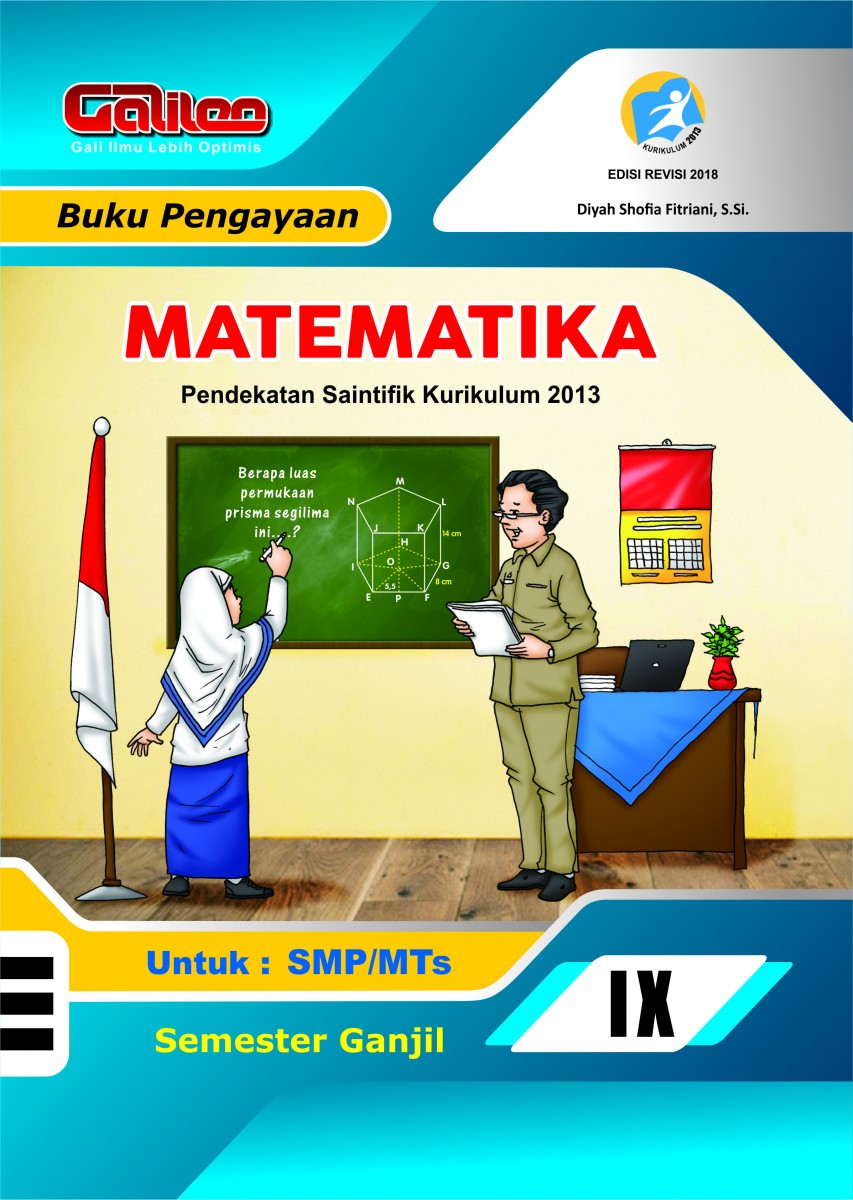 Galileo
Gali Ilmu Lebih Optimis
KURIKULUM 2013
EDISI REVISI 2018
Diyah Shofia Fitriani, S.Si.
Buku Pengayaan
MATEMATIKA
Pendekatan Saintifik Kurikulum 2013
Berapa luas
permukaan
prisma segilima
ini....?
M
N
L
J
K
14 cm
H
I
O
G
5,5
8 cm
E
P
F
Untuk : SMP/MTs
IX
Semester Ganjil